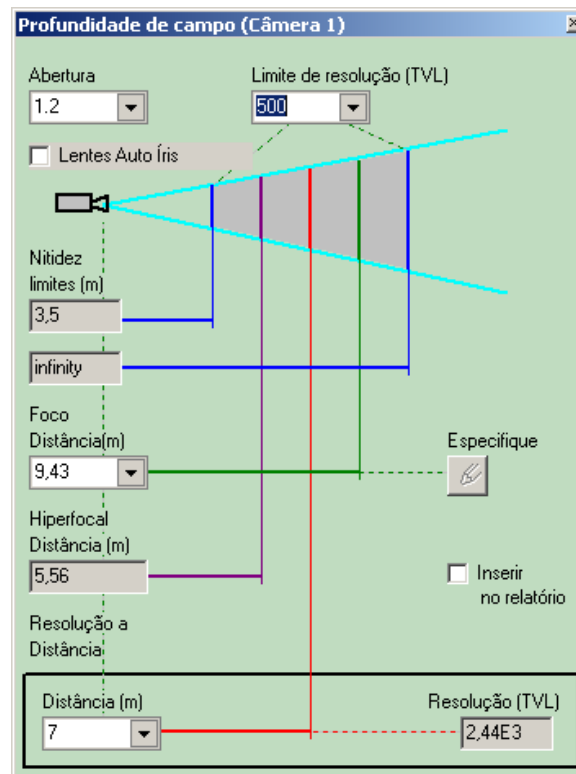 Profundidade de campo (Câmera 1)
Abertura
Limite de resolução (TVL)
1.2
500
Lentes Auto Íris
Nitidez
limites (m)
3,5
infinity
Foco
Distância(m)
Especifique
9,43
Hiperfocal
Distância (m)
5,56
Inserir
no relatório
Resolução a
Distância
Distância (m)
Resolução (TVL)
7
2,44E3